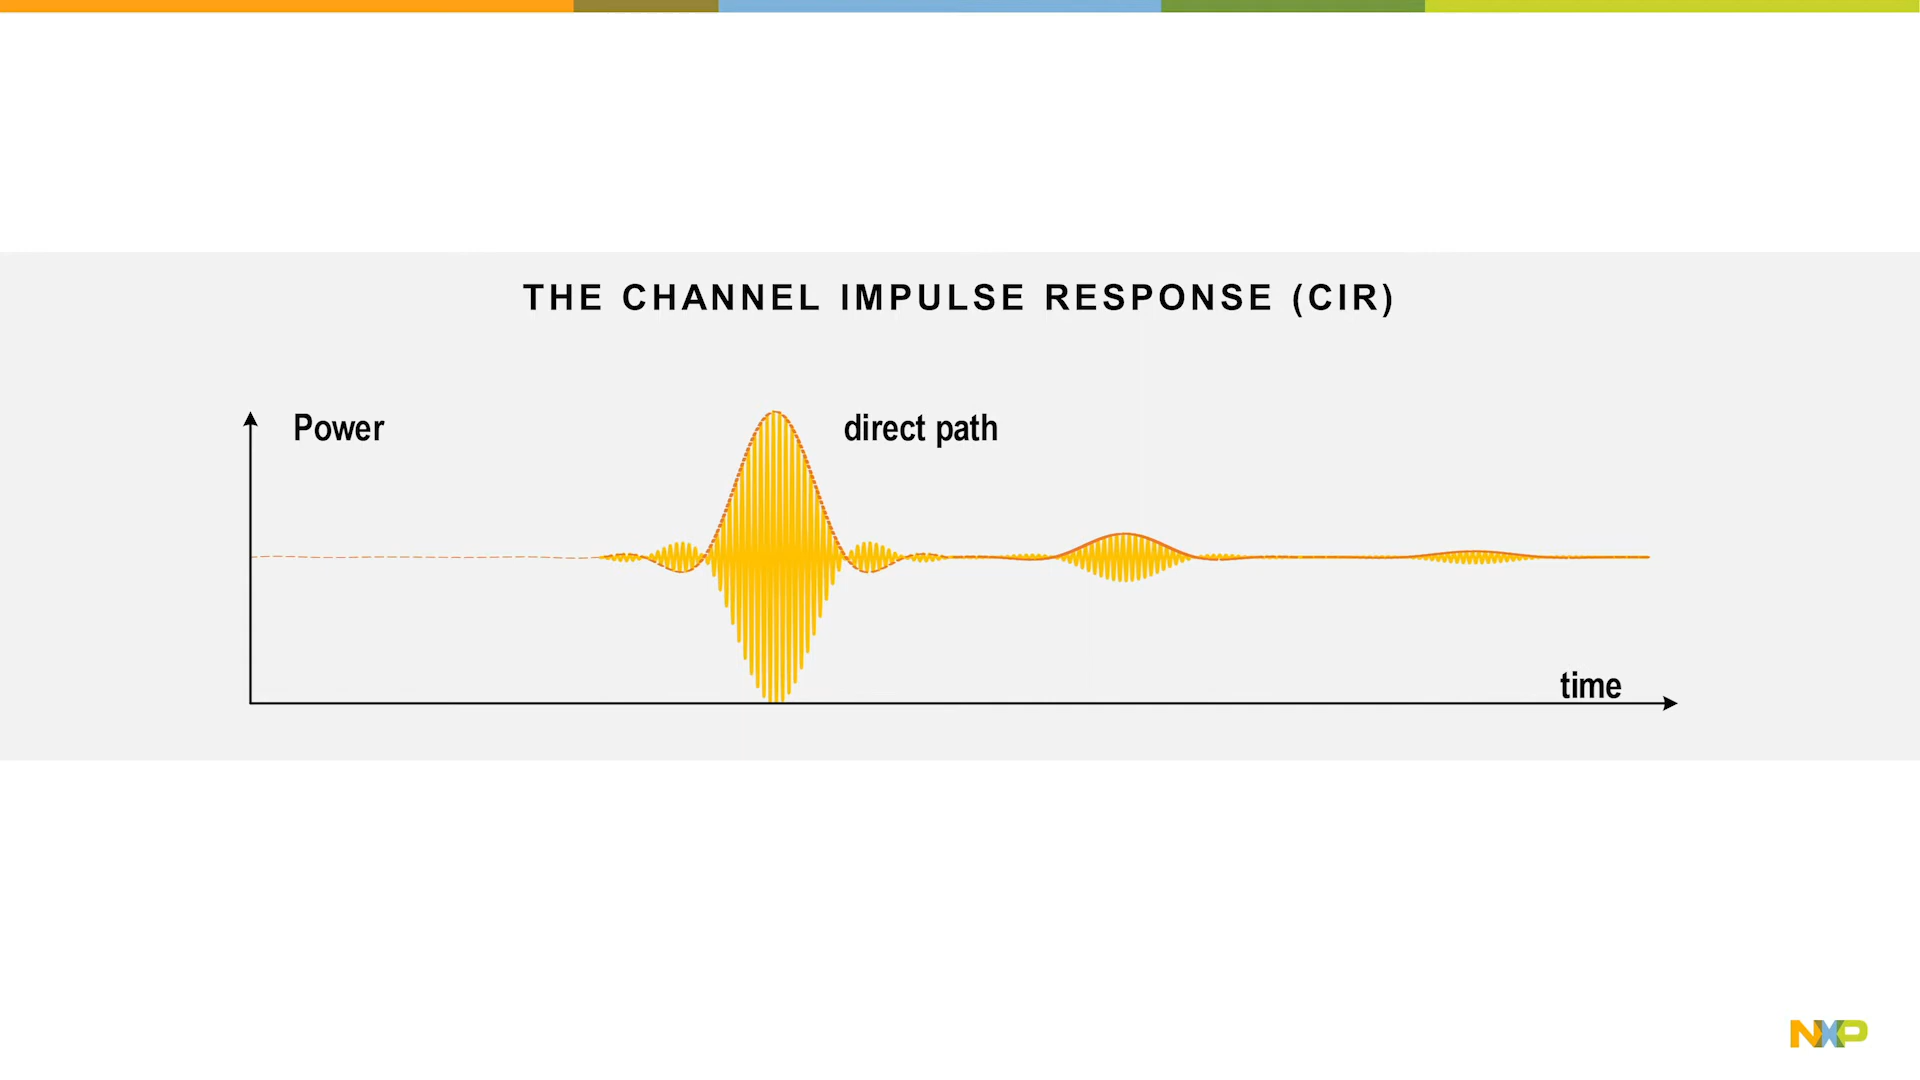 THE CHANNEL IMPULSE RESPONSE (CIR)
Power
direct path
time
NXP